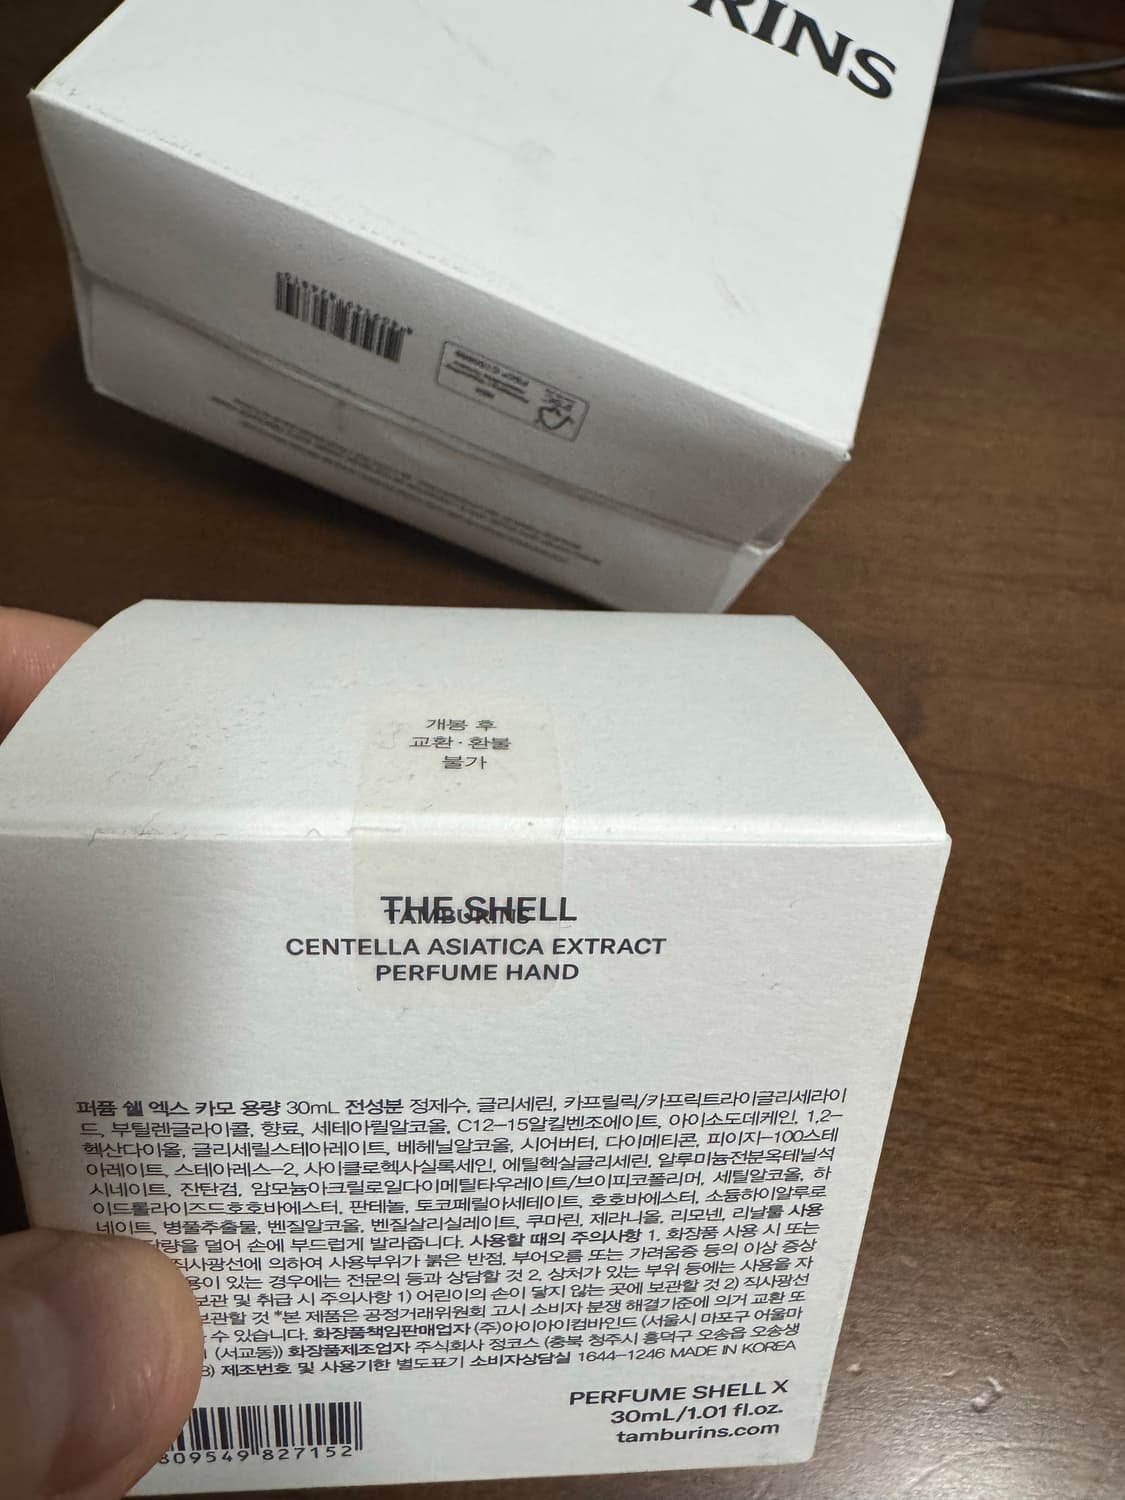 RINS
개봉 후
교환·환불
불가
THE SHELL
TAMBURINS
CENTELLA ASIATICA EXTRACT
PERFUME HAND
퍼퓸 쉘 엑스 카모 용량 30mL 전성분 정제수, 글리세린, 카프릴릭/카프릭트라이글리세라이
드, 부틸렌글라이콜, 향료, 세테아릴알코올, C12-15알킬벤조에이트, 아이소도데케인, 1,2-
헥산다이올, 글리세릴스테아레이트, 베헤닐알코올, 시어버터, 다이메티콘, 피이지-100스테
아레이트, 스테아레스-2, 사이클로헥사실록세인, 에틸헥실글리세린, 알루미늄전분옥테닐석
시네이트, 잔탄검, 암모늄아크릴로일다이메틸타우레이트/브이피코폴리머, 세틸알코올, 하
이드롤라이즈드호호바에스터, 판테놀, 토코페릴아세테이트, 호호바에스터, 소듐하이알루로
네이트, 병풀추출물, 벤질알코올, 벤질살리실레이트, 쿠마린, 제라니올, 리모넨, 리날룰 사용
량을 덜어 손에 부드럽게 발라줍니다. 사용할 때의 주의사항 1. 화장품 사용 시 또는
직사광선에 의하여 사용부위가 붉은 반점, 부어오름 또는 가려움증 등의 이상 증상
용이 있는 경우에는 전문의 등과 상담할 것 2. 상처가 있는 부위 등에는 사용을 자
보관 및 취급 시 주의사항 1) 어린이의 손이 닿지 않는 곳에 보관할 것 2) 직사광선
보관할 것 *본 제품은 공정거래위원회 고시 소비자 분쟁 해결기준에 의거 교환 또
수 있습니다. 화장품책임판매업자 (주)아이아이컴바인드 (서울시 마포구 어울마
(서교동)) 화장품제조업자 주식회사 정코스 (충북 청주시 흥덕구 오송읍 오송생
3) 제조번호 및 사용기한 별도표기 소비자상담실 1644-1246 MADE IN KOREA
PERFUME SHELL X
30mL/1.01 fl.oz.
tamburins.com
809549 827152